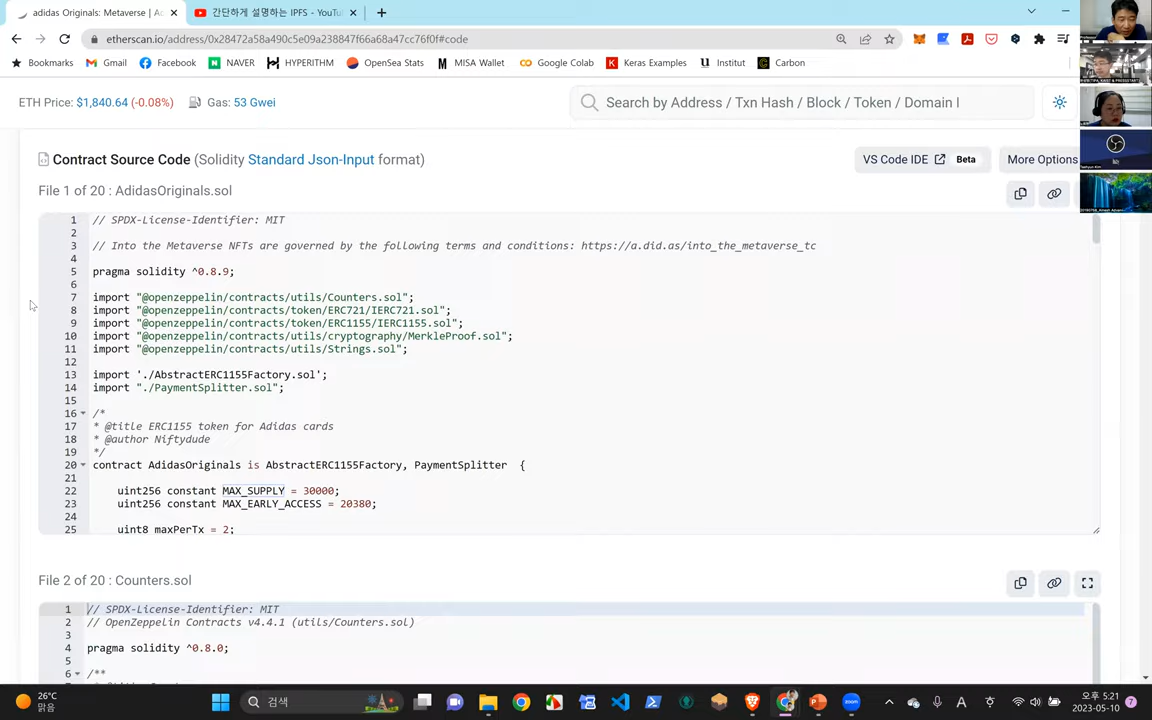 adidas Originals: Metaverse | A
간단하게 설명하는 IPFS - YouTu
etherscan.io/address/0x28472a58a490c5e09a238847f66a68a47cc76f0f#code
Bookmarks Gmail Facebook NAVER HYPERITHM OpenSea Stats MISA Wallet Google Colab Keras Examples Institut Carbon
ETH Price: $1,840.64 (-0.08%) Gas: 53 Gwei
Search by Address / Txn Hash / Block / Token / Domain I
Contract Source Code (Solidity Standard Json-Input format)
VS Code IDE Beta
More Options
File 1 of 20 : AdidasOriginals.sol
1 // SPDX-License-Identifier: MIT
2
3 // Into the Metaverse NFTs are governed by the following terms and conditions: https://a.did.as/into_the_metaverse_tc
4
5 pragma solidity ^0.8.9;
6
7 import "@openzeppelin/contracts/utils/Counters.sol";
8 import "@openzeppelin/contracts/token/ERC721/IERC721.sol";
9 import "@openzeppelin/contracts/token/ERC1155/IERC1155.sol";
10 import "@openzeppelin/contracts/utils/cryptography/MerkleProof.sol";
11 import "@openzeppelin/contracts/utils/Strings.sol";
12
13 import './AbstractERC1155Factory.sol';
14 import "./PaymentSplitter.sol";
15
16 /*
17 * @title ERC1155 token for Adidas cards
18 * @author Niftydude
19 */
20 contract AdidasOriginals is AbstractERC1155Factory, PaymentSplitter {
21
22 uint256 constant MAX_SUPPLY = 30000;
23 uint256 constant MAX_EARLY_ACCESS = 20380;
24
25 uint8 maxPerTx = 2;
File 2 of 20 : Counters.sol
1 // SPDX-License-Identifier: MIT
2 // OpenZeppelin Contracts v4.4.1 (utils/Counters.sol)
3
4 pragma solidity ^0.8.0;
5
6 /**
26°C
맑음
검색
A
오후 5:21
2023-05-10
7